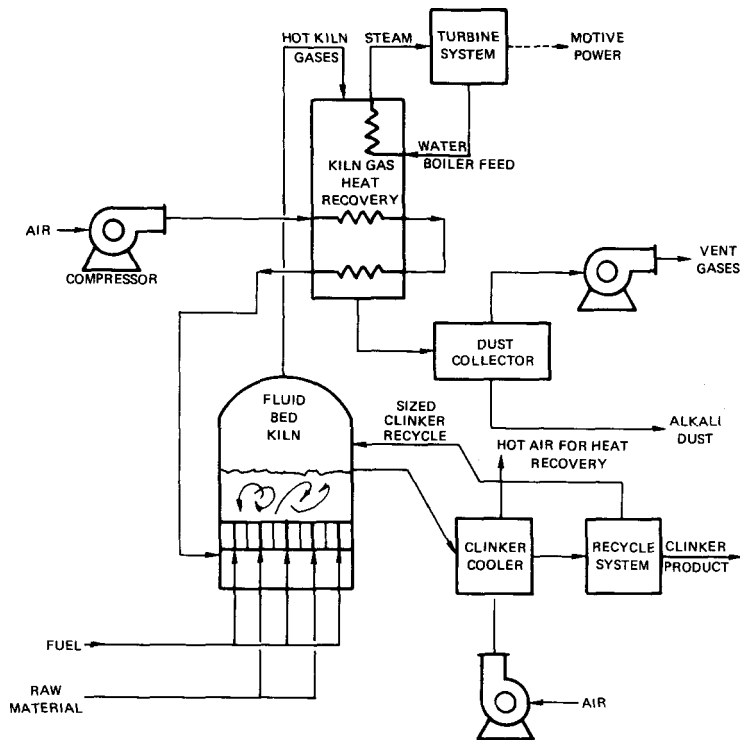 HOT KILN
GASES
STEAM
TURBINE
SYSTEM
MOTIVE
POWER
WATER
BOILER FEED
KILN GAS
HEAT
RECOVERY
AIR
COMPRESSOR
VENT
GASES
DUST
COLLECTOR
ALKALI
DUST
FLUID
BED
KILN
SIZED
CLINKER
RECYCLE
HOT AIR FOR HEAT
RECOVERY
CLINKER
COOLER
RECYCLE
SYSTEM
CLINKER
PRODUCT
FUEL
RAW
MATERIAL
AIR